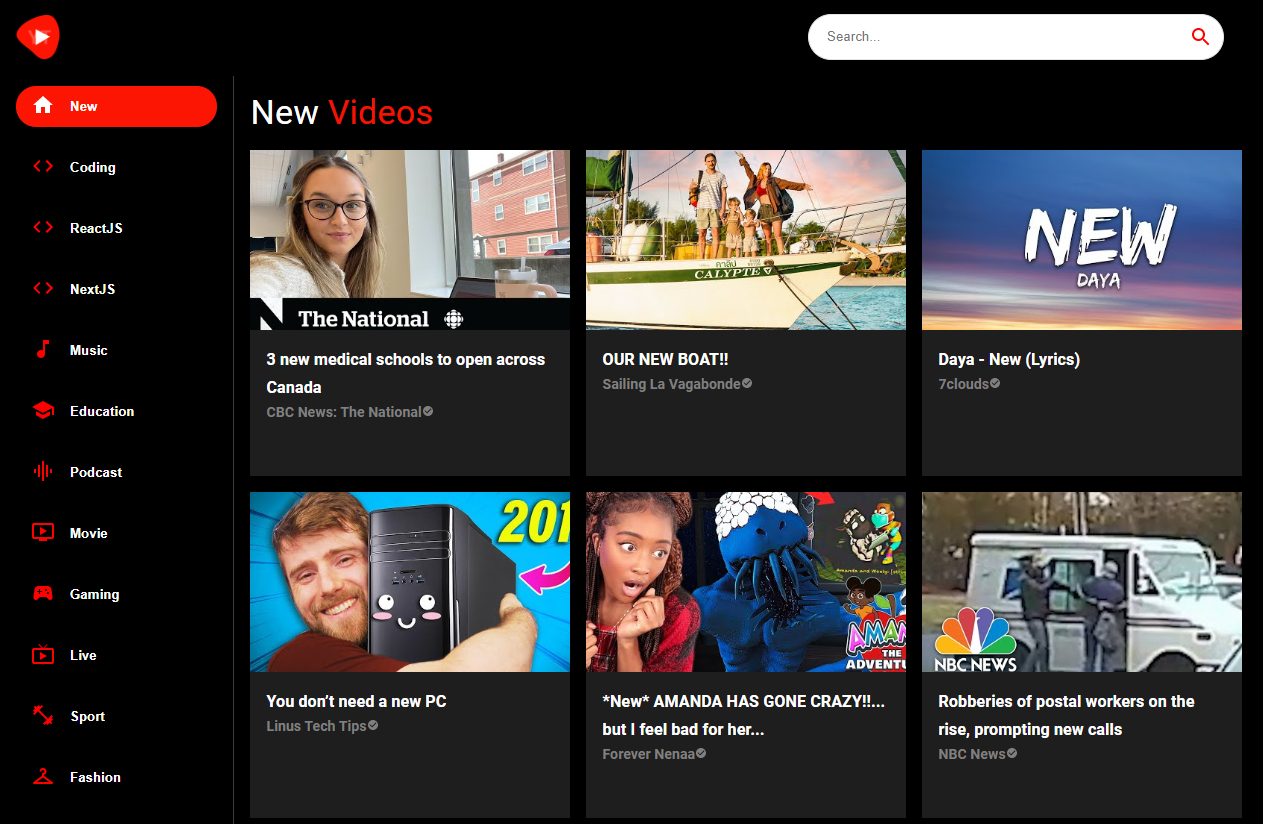 Search...
New
Coding
ReactJS
NextJS
Music
Education
Podcast
Movie
Gaming
Live
Sport
Fashion
New Videos
The National
CALYPTE
NEW
DAYA
3 new medical schools to open across
Canada
CBC News: The National
OUR NEW BOAT!!
Sailing La Vagabonde
Daya - New (Lyrics)
7clouds
201
Amanda and Wooly:
AMAN
THE
ADVENTU
NBC NEWS
You don't need a new PC
Linus Tech Tips
*New* AMANDA HAS GONE CRAZY!!...
but I feel bad for her...
Forever Nenaa
Robberies of postal workers on the
rise, prompting new calls
NBC News